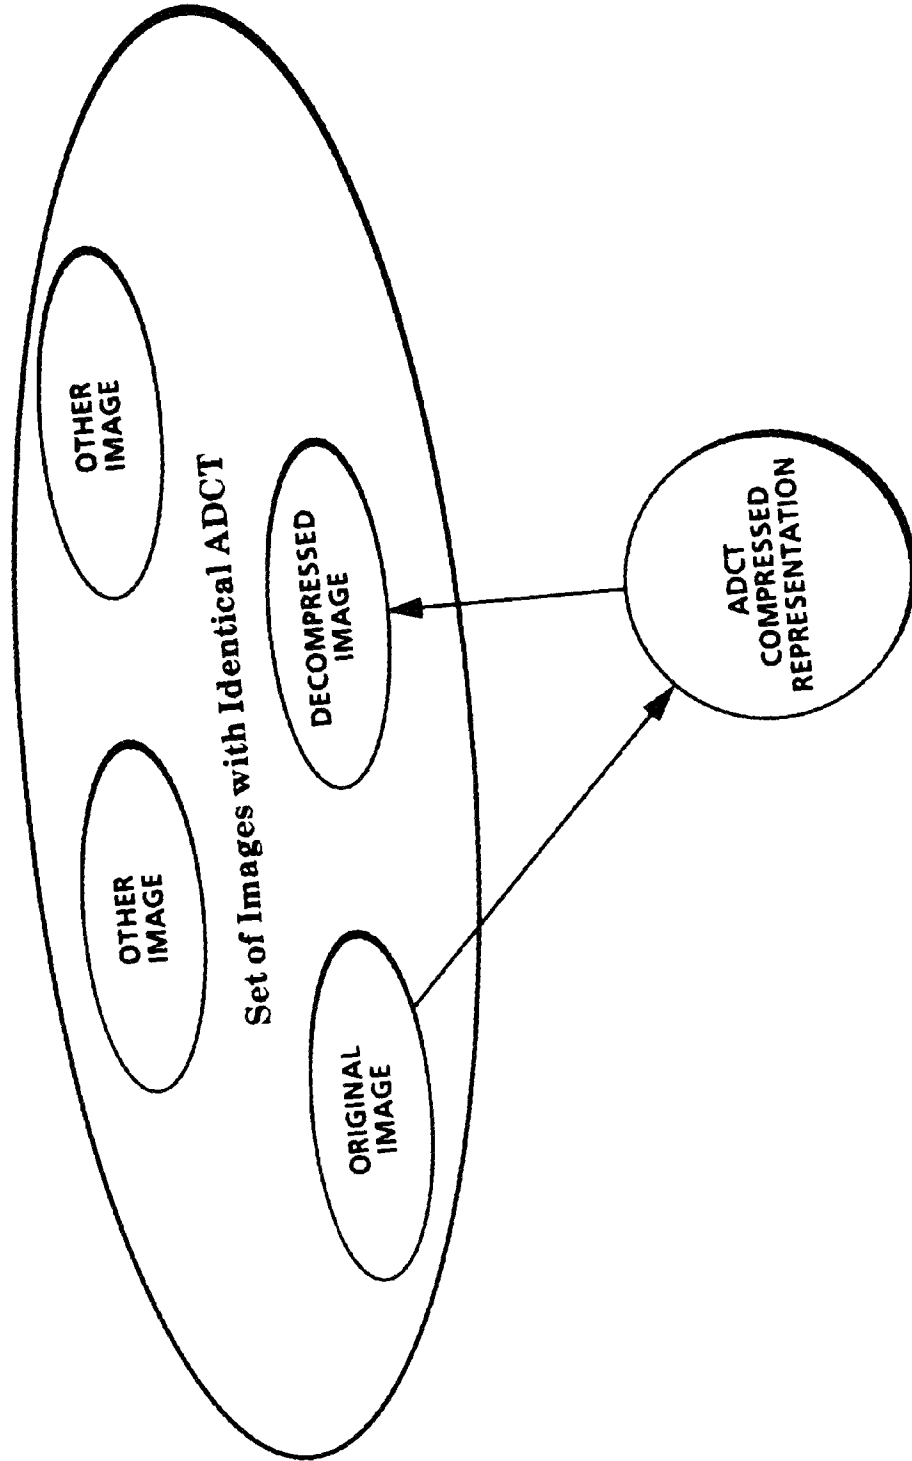 OTHER
IMAGE
OTHER
IMAGE
Set of Images with Identical ADCT
ORIGINAL
IMAGE
DECOMPRESSED
IMAGE
ADCT
COMPRESSED
REPRESENTATION